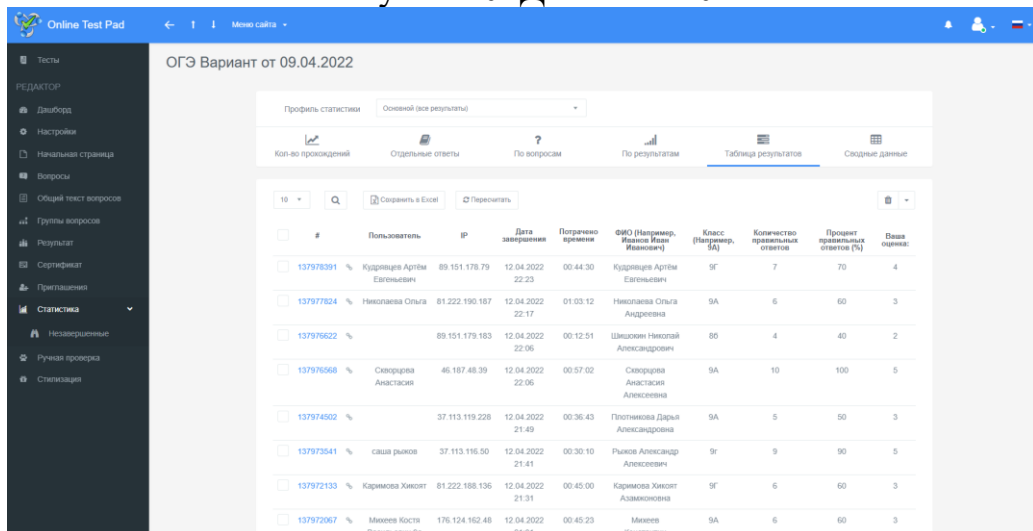 Online Test Pad
Меню сайта
Тесты
РЕДАКТОР
Дашборд
Настройки
Начальная страница
Вопросы
Общий текст вопросов
Группы вопросов
Результат
Сертификат
Приглашения
Статистика
Незавершенные
Ручная проверка
Стилизация
ОГЭ Вариант от 09.04.2022
Профиль статистики Основной (все результаты)
Кол-во прохождений Отдельные ответы По вопросам По результатам Таблица результатов Сводные данные
10 Сохранить в Excel Пересчитать
# Пользователь IP Дата завершения Потрачено времени ФИО (Например, Иванов Иван Иванович) Класс (Например, 9А) Количество правильных ответов Процент правильных ответов (%) Ваша оценка:
137978391 Кудрявцев Артём Евгеньевич 89.151.178.79 12.04.2022 22:23 00:44:30 Кудрявцев Артём Евгеньевич 9Г 7 70 4
137977824 Николаева Ольга 81.222.190.187 12.04.2022 22:17 01:03:12 Николаева Ольга Андреевна 9А 6 60 3
137976622 89.151.179.183 12.04.2022 22:06 00:12:51 Шишокин Николай Александрович 8б 4 40 2
137976568 Скворцова Анастасия 46.187.48.39 12.04.2022 22:06 00:57:02 Скворцова Анастасия Алексеевна 9А 10 100 5
137974502 37.113.119.228 12.04.2022 21:49 00:36:43 Плотникова Дарья Александровна 9А 5 50 3
137973541 саша рыков 37.113.116.50 12.04.2022 21:41 00:30:10 Рыжов Александр Алексеевич 9г 9 90 5
137972133 Каримова Хикоят 81.222.188.136 12.04.2022 21:31 00:45:00 Каримова Хикоят Азамжоновна 9Г 6 60 3
137972067 Михеев Костя 176.124.162.48 12.04.2022 00:45:23 Михеев 9А 6 60 3